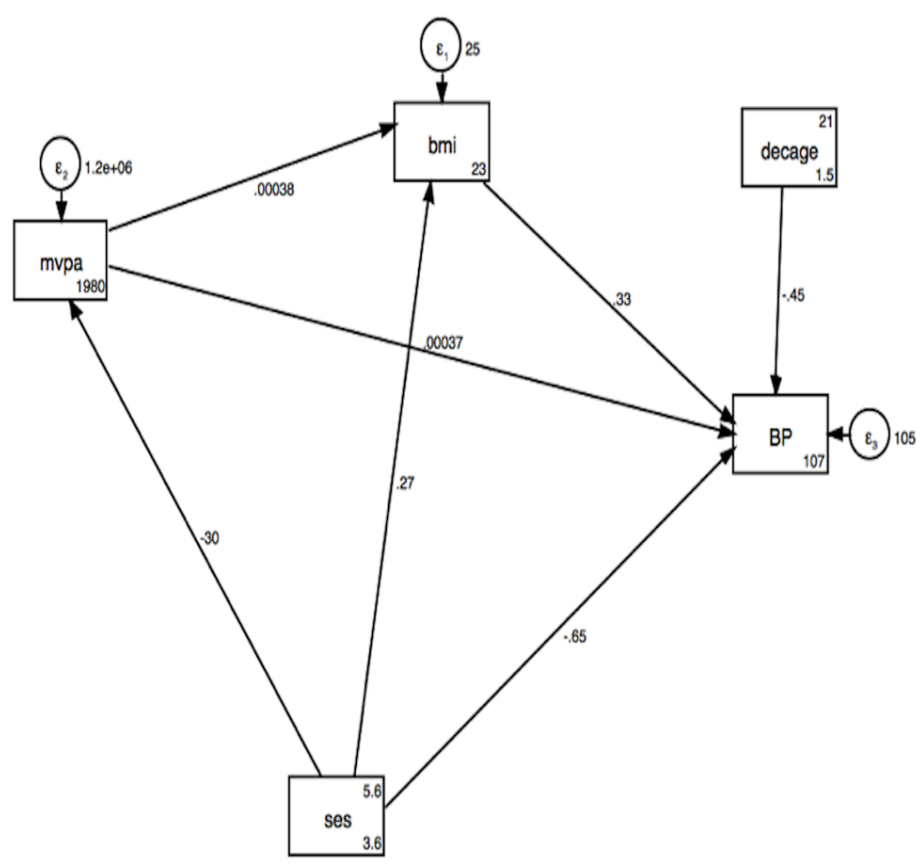 ε1 25
bmi
23
21
decage
1.5
ε2 1.2e+06
mvpa
1980
.00038
.33
-.45
.00037
BP
107
ε3 105
.27
-30
-.65
5.6
ses
3.6